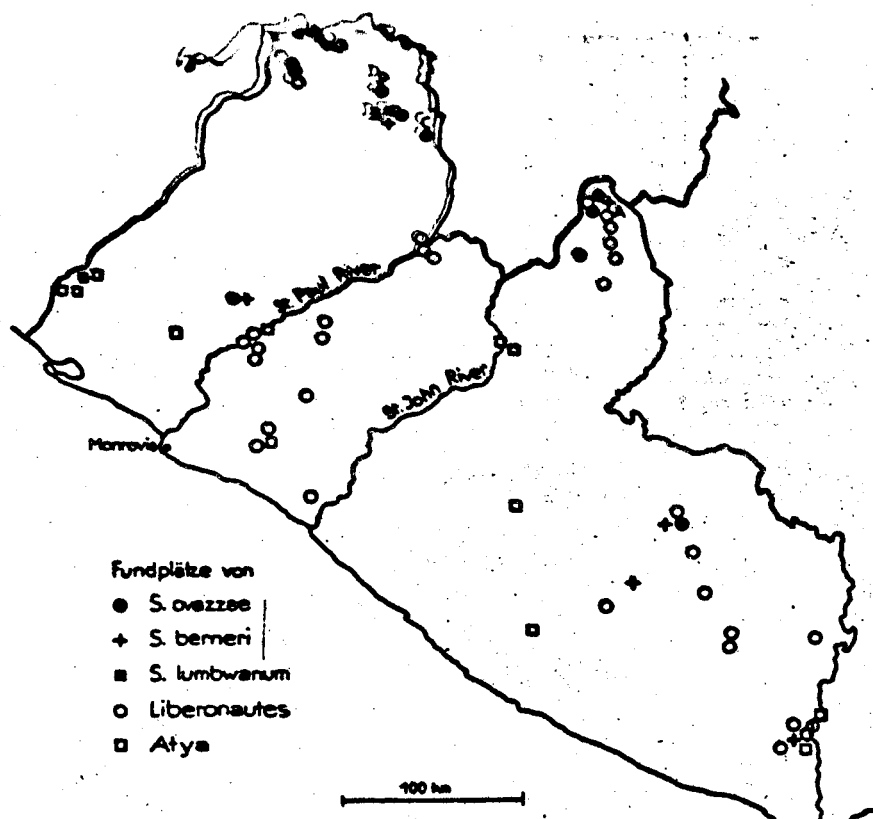 St. Paul River
St. John River
Monrovia
Fundplätze von
S. ovazzae
S. berneri
S. lumbwanum
Liberonautes
Atya
100 km